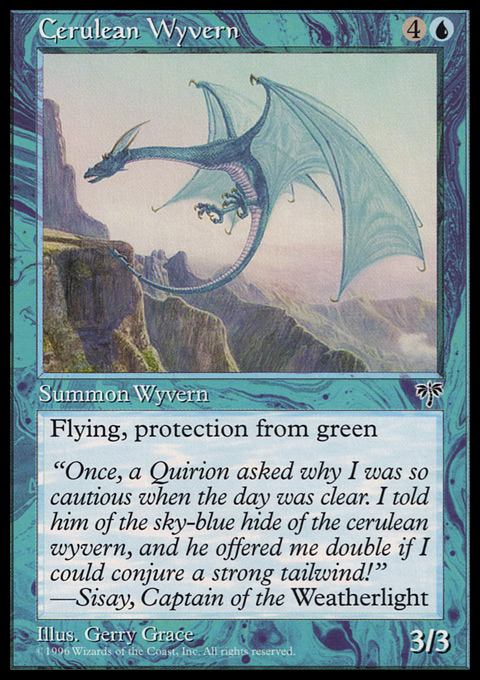 Cerulean Wyvern 4
Summon Wyvern
Flying, protection from green
“Once, a Quirion asked why I was so
cautious when the day was clear. I told
him of the sky-blue hide of the cerulean
wyvern, and he offered me double if I
could conjure a strong tailwind!”
—Sisay, Captain of the Weatherlight
Illus. Gerry Grace
3/3
©1996 Wizards of the Coast, Inc. All rights reserved.